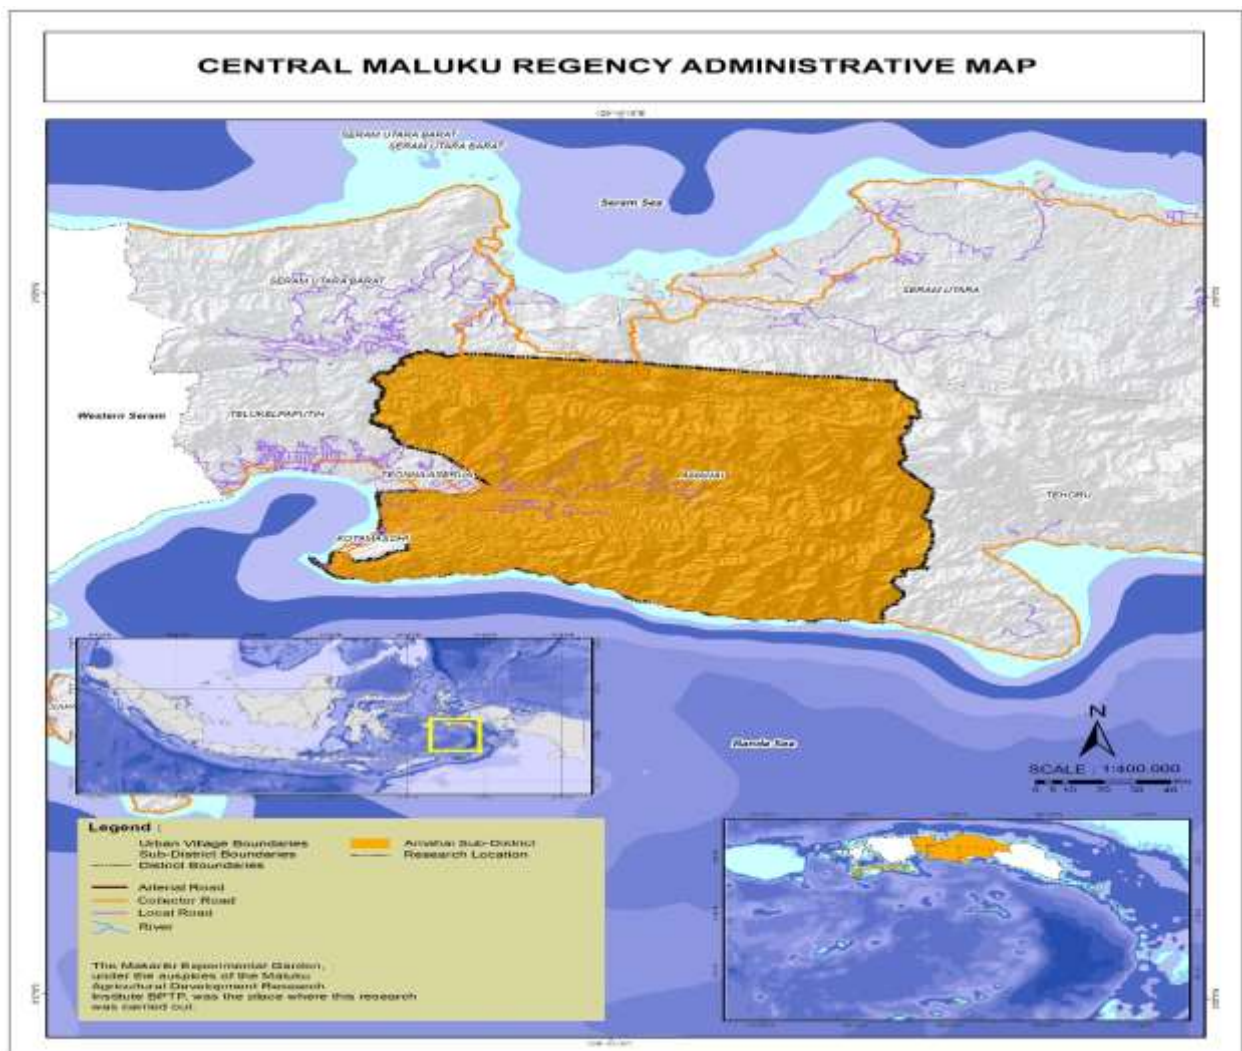 CENTRAL MALUKU REGENCY ADMINISTRATIVE MAP
SERAM UTARA BARAT
SERAM UTARA BARAT
Seram Sea
SERAM UTARA BARAT
SERAM UTARA
Western Seram
TELUKELPAPUTIH
TEHORU
Banda Sea
N
SCALE : 1:400.000
Legend :
Urban Village Boundaries
Sub-District Boundaries
District Boundaries
Arterial Road
Collector Road
Local Road
River
Amahai Sub-District
Research Location
The Makariki Experimental Garden,
under the auspices of the Maluku
Agricultural Development Research
Institute BPTP, was the place where this research
was carried out.